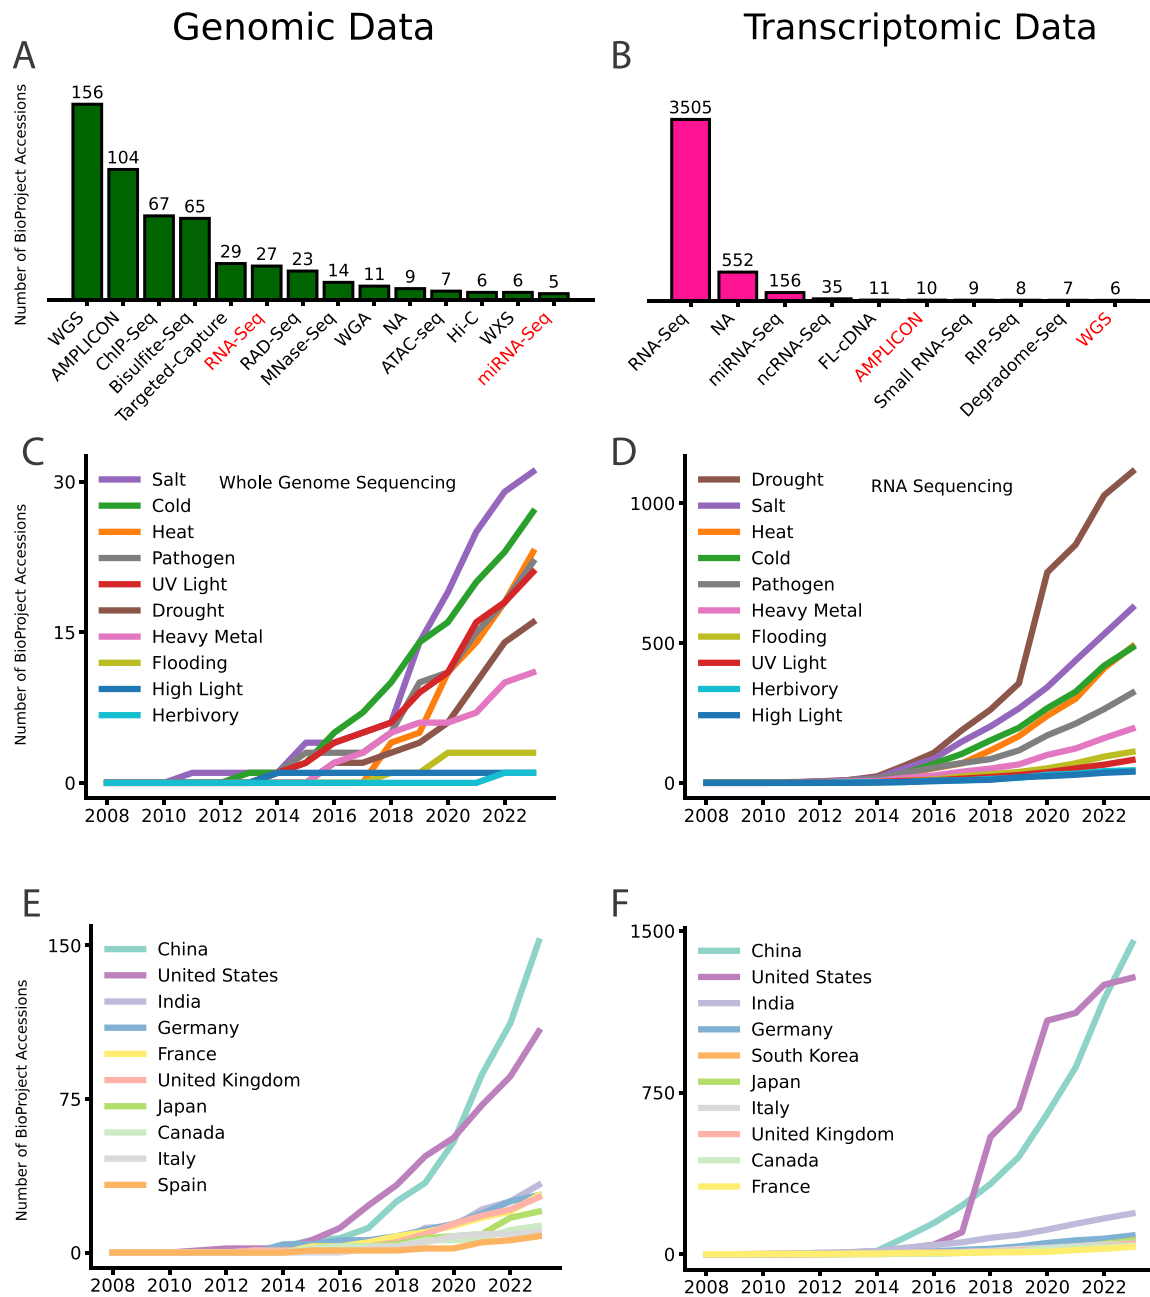 Genomic Data
Transcriptomic Data
A
Number of BioProject Accessions
156
104
67
65
29
27
23
14
11
9
7
6
6
5
WGS
AMPLICON
ChIP-Seq
Bisulfite-Seq
Targeted-Capture
RNA-Seq
RAD-Seq
MNase-Seq
WGA
NA
ATAC-seq
Hi-C
WXS
miRNA-Seq
B
3505
552
156
35
11
10
9
8
7
6
RNA-Seq
NA
miRNA-Seq
ncRNA-Seq
FL-cDNA
AMPLICON
Small RNA-Seq
RIP-Seq
Degradome-Seq
WGS
C
Number of BioProject Accessions
Whole Genome Sequencing
30
15
0
Salt
Cold
Heat
Pathogen
UV Light
Drought
Heavy Metal
Flooding
High Light
Herbivory
2008 2010 2012 2014 2016 2018 2020 2022
D
RNA Sequencing
1000
500
0
Drought
Salt
Heat
Cold
Pathogen
Heavy Metal
Flooding
UV Light
Herbivory
High Light
2008 2010 2012 2014 2016 2018 2020 2022
E
Number of BioProject Accessions
150
75
0
China
United States
India
Germany
France
United Kingdom
Japan
Canada
Italy
Spain
2008 2010 2012 2014 2016 2018 2020 2022
F
1500
750
0
China
United States
India
Germany
South Korea
Japan
Italy
United Kingdom
Canada
France
2008 2010 2012 2014 2016 2018 2020 2022